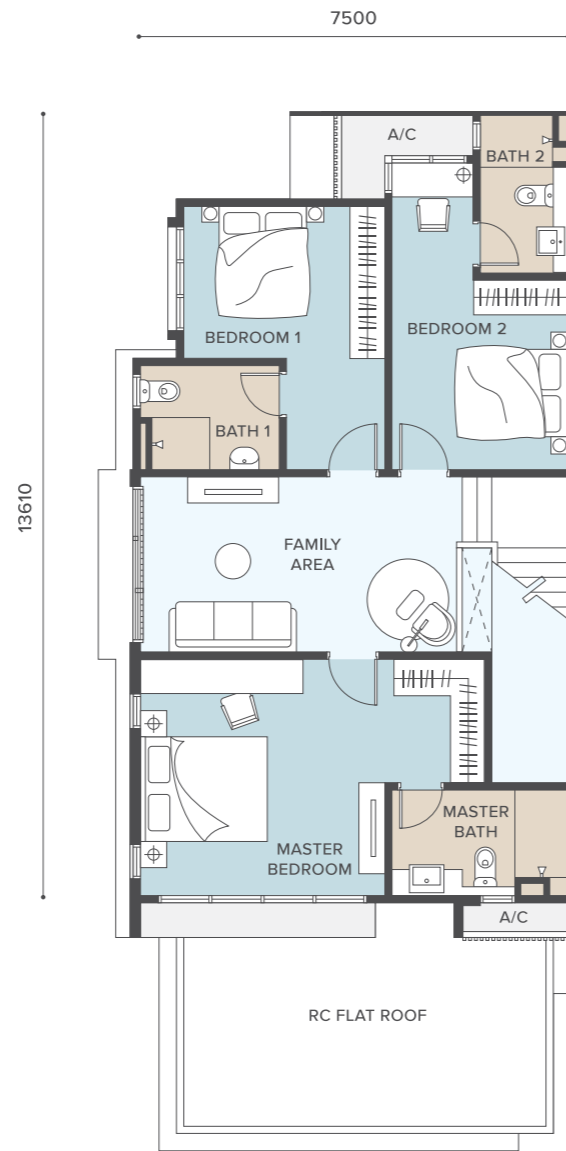 7500
A/C
BATH 2
BEDROOM 1
BEDROOM 2
BATH 1
13610
FAMILY
AREA
MASTER
BATH
MASTER
BEDROOM
A/C
RC FLAT ROOF